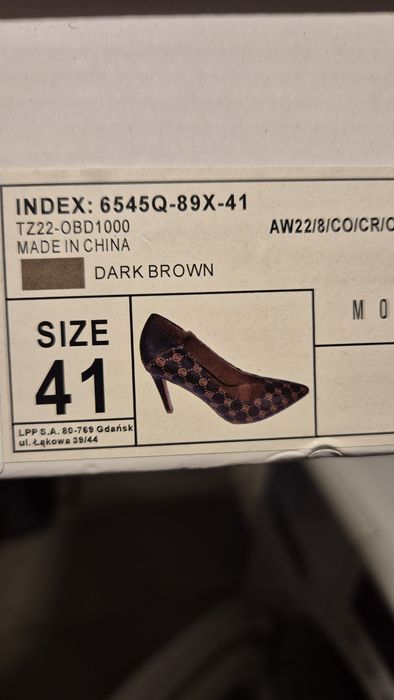 INDEX: 6545Q-89X-41
TZ22-OBD1000
AW22/8/CO/CR/
MADE IN CHINA
DARK BROWN
SIZE
41
M O
LPP S.A. 80-769 Gdańsk
ul. Łąkowa 39/44